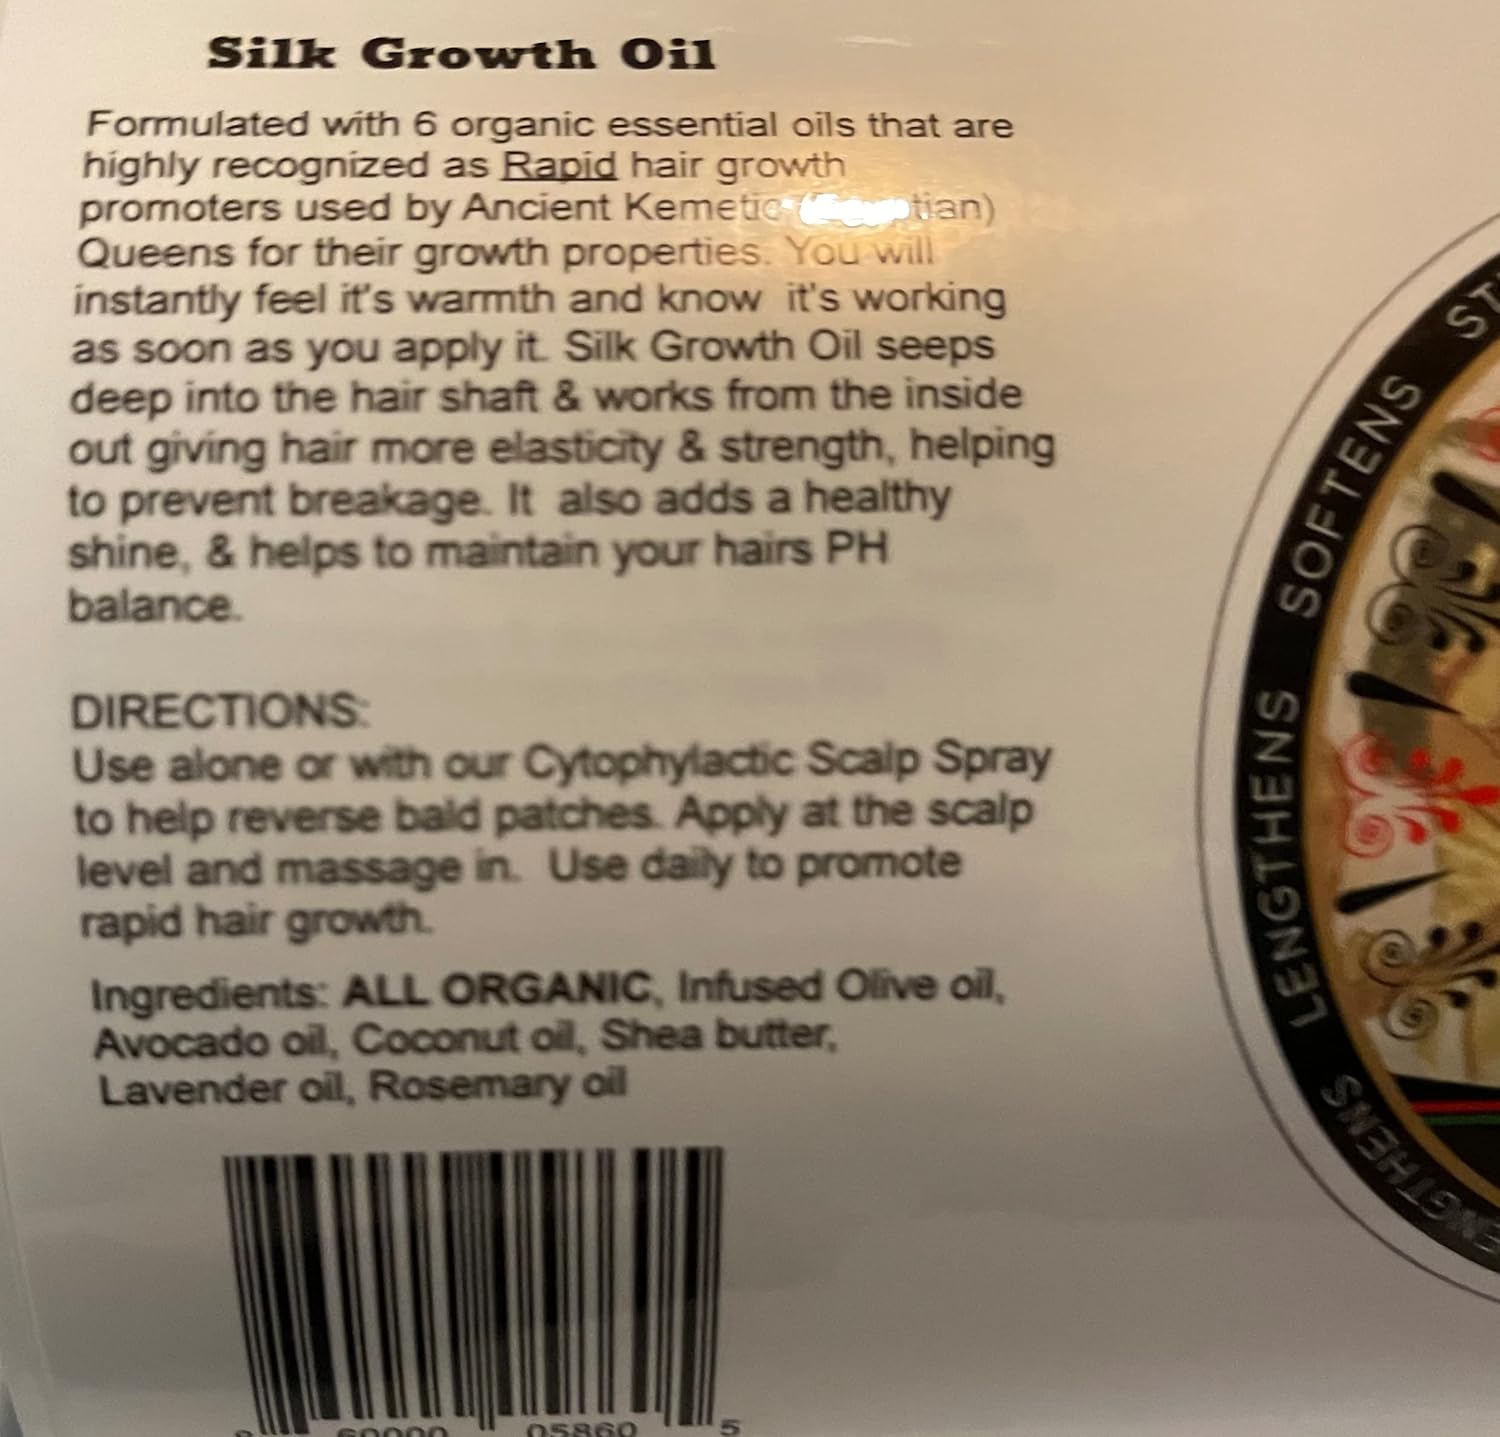 Silk Growth Oil
Formulated with 6 organic essential oils that are
highly recognized as Rapid hair growth
promoters used by Ancient Kemetic
Queens for their growth properties. You will
instantly feel it's warmth and know it's working
as soon as you apply it. Silk Growth Oil seeps
deep into the hair shaft & works from the inside
out giving hair more elasticity & strength, helping
to prevent breakage. It also adds a healthy
shine, & helps to maintain your hairs PH
balance.
DIRECTIONS:
Use alone or with our Cytophylactic Scalp Spray
to help reverse bald patches. Apply at the scalp
level and massage in. Use daily to promote
rapid hair growth.
Ingredients: ALL ORGANIC, Infused Olive oil,
Avocado oil, Coconut oil, Shea butter,
Lavender oil, Rosemary oil
60000 05860 5
LENGTHENS SOFTENS